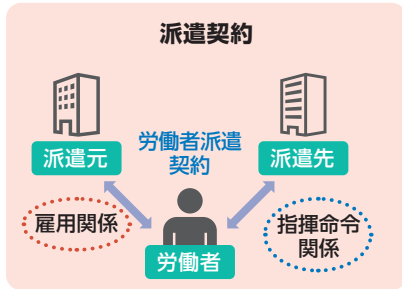 派遣契約
労働者派遣
契約
派遣元
派遣先
雇用関係
指揮命令
関係
労働者